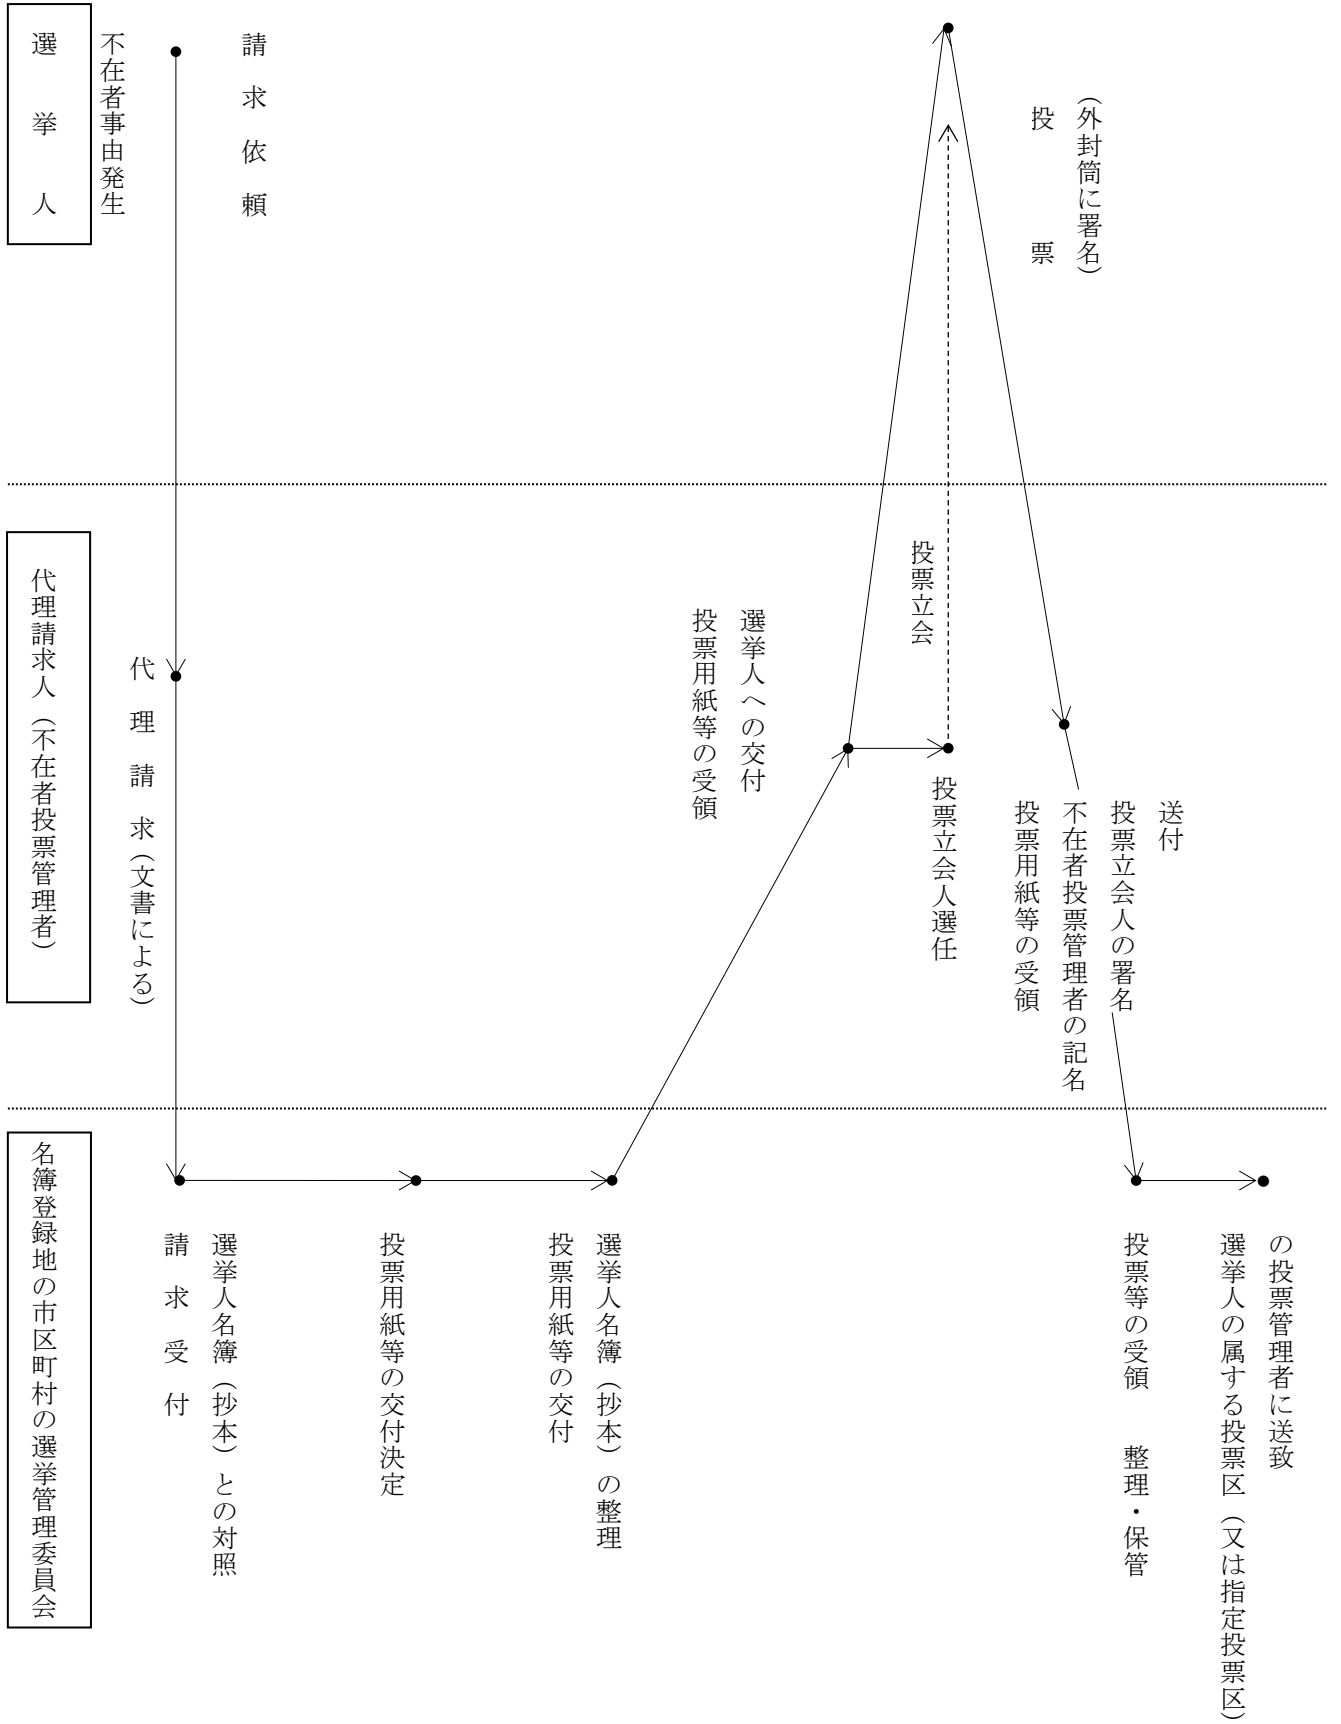 選挙人
不在者事由発生
請求依頼
投票
（外封筒に署名）
代理請求人（不在者投票管理者）
代理請求（文書による）
投票用紙等の受領
選挙人への交付
投票立会
投票立会人選任
投票用紙等の受領
不在者投票管理者の記名
投票立会人の署名
送付
名簿登録地の市区町村の選挙管理委員会
請求受付
選挙人名簿（抄本）との対照
投票用紙等の交付決定
投票用紙等の交付
選挙人名簿（抄本）の整理
投票等の受領　整理・保管
選挙人の属する投票区（又は指定投票区）
の投票管理者に送致